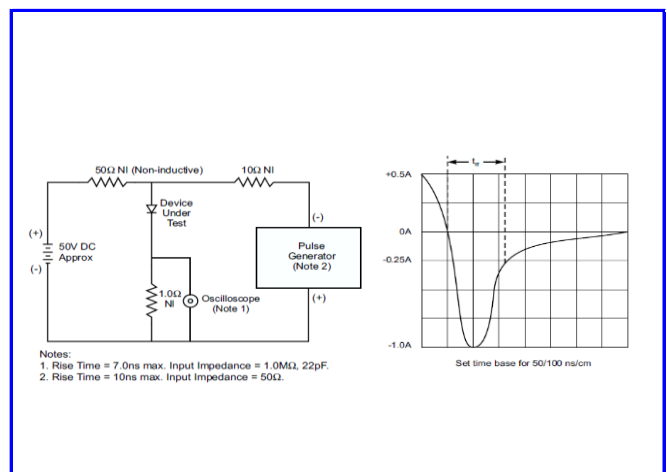 50Ω NI (Non-inductive)
10Ω NI
Device
Under
Test
(+)
50V DC
Approx
(-)
(-)
Pulse
Generator
(Note 2)
(+)
1.0Ω
NI
Oscilloscope
(Note 1)
Notes:
1. Rise Time = 7.0ns max. Input Impedance = 1.0MΩ, 22pF.
2. Rise Time = 10ns max. Input Impedance = 50Ω.
trr
+0.5A
0A
-0.25A
-1.0A
Set time base for 50/100 ns/cm